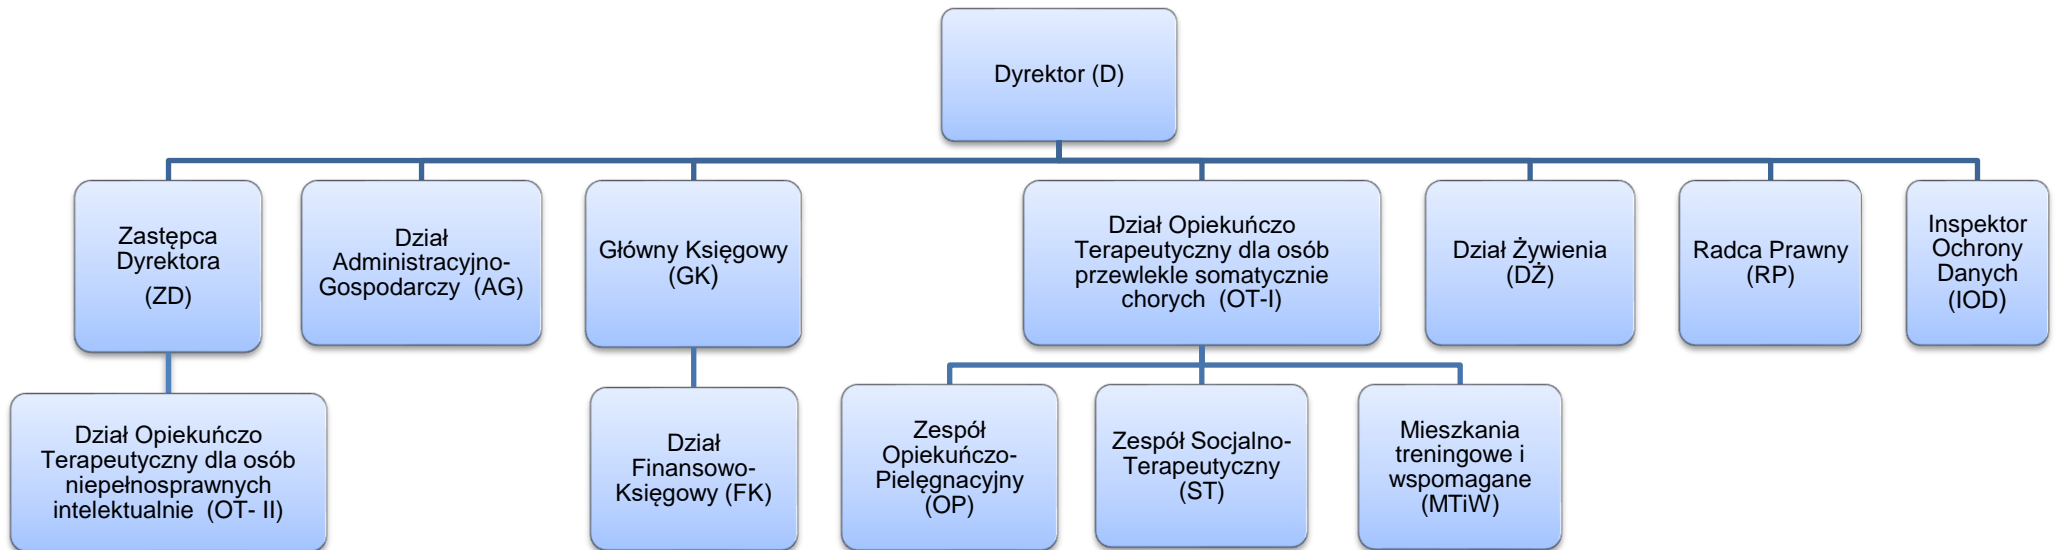 Dyrektor (D)
Zastępca
Dyrektora
(ZD)
Dział
Administracyjno-
Gospodarczy (AG)
Główny Księgowy
(GK)
Dział Opiekuńczo
Terapeutyczny dla osób
przewlekle somatycznie
chorych (OT-I)
Dział Żywienia
(DŻ)
Radca Prawny
(RP)
Inspektor
Ochrony
Danych
(IOD)
Dział Opiekuńczo
Terapeutyczny dla osób
niepełnosprawnych
intelektualnie (OT- II)
Dział
Finansowo-
Księgowy (FK)
Zespół
Opiekuńczo-
Pielęgnacyjny
(OP)
Zespół Socjalno-
Terapeutyczny
(ST)
Mieszkania
treningowe i
wspomagane
(MTiW)